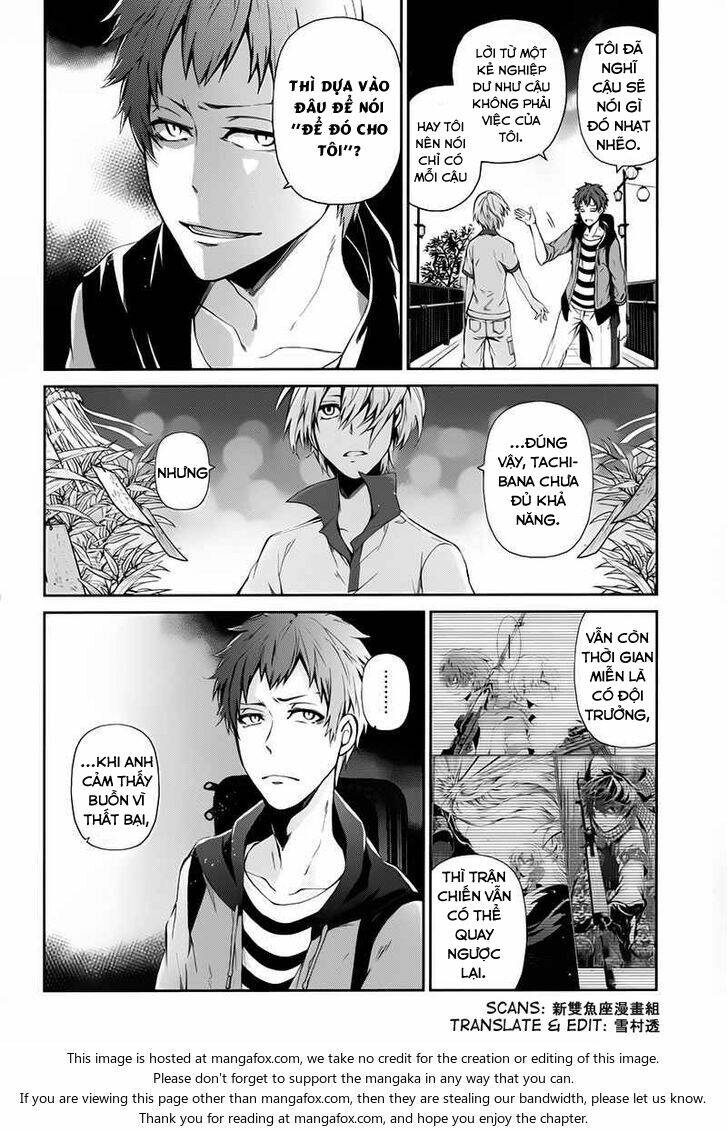 TÔI ĐÃ
NGHĨ
CẬU SẼ
NÓI GÌ
ĐÓ NHẠT
NHẼO.
LỜI TỪ MỘT
KẺ NGHIỆP
DƯ NHƯ CẬU
KHÔNG PHẢI
VIỆC CỦA
TÔI.
HAY TÔI
NÊN NÓI
CHỈ CÓ
MỖI CẬU
THÌ DỰA VÀO
ĐÂU ĐỂ NÓI
"ĐỂ ĐÓ CHO
TÔI"?
...ĐÚNG
VẬY, TACHI-
BANA CHƯA
ĐỦ KHẢ
NĂNG.
NHƯNG
VẪN CÒN
THỜI GIAN
MIỄN LÀ
CÓ ĐỘI
TRƯỞNG,
THÌ TRẬN
CHIẾN VẪN
CÓ THỂ
QUAY
NGƯỢC
LẠI.
........
...KHI ANH
CẢM THẤY
BUỒN VÌ
THẤT BẠI,
SCANS: 新雙魚座漫畫組
TRANSLATE & EDIT: 雪村透
This image is hosted at mangafox.com, we take no credit for the creation or editing of this image.
Please don't forget to support the mangaka in any way that you can.
If you are viewing this page other than mangafox.com, then they are stealing our bandwidth, please let us know.
Thank you for reading at mangafox.com, and hope you enjoy the chapter.